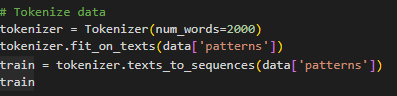 # Tokenize data
tokenizer = Tokenizer(num_words=2000)
tokenizer.fit_on_texts(data['patterns'])
train = tokenizer.texts_to_sequences(data['patterns'])
train